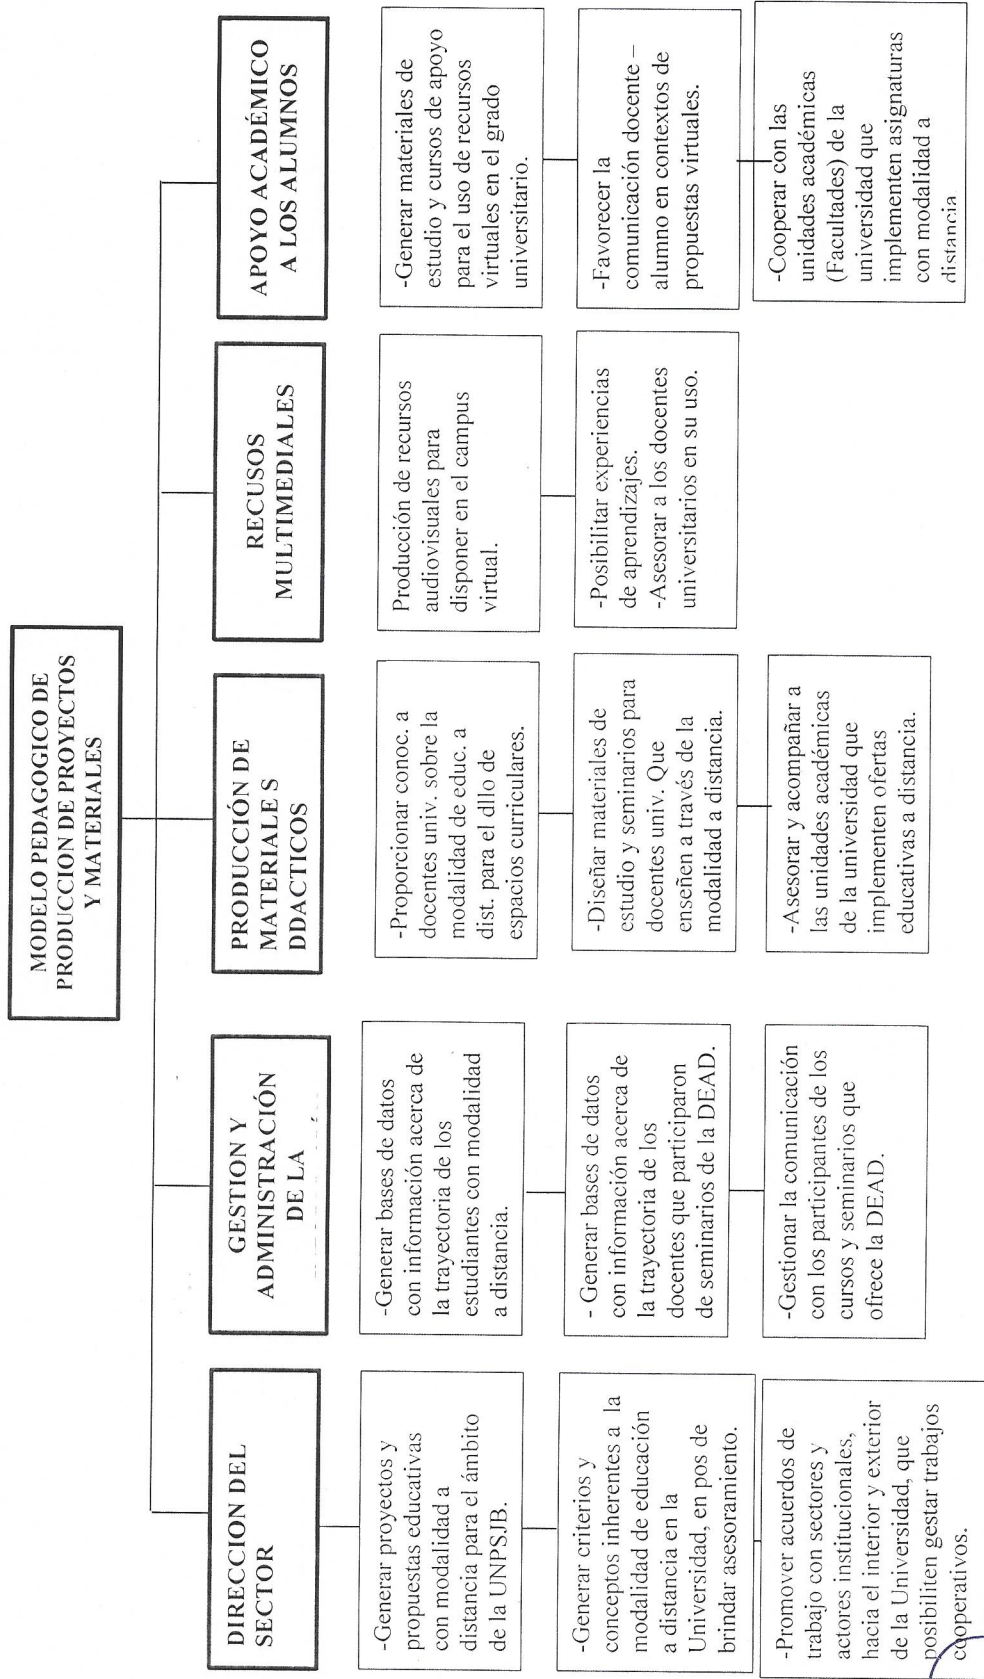 MODELO PEDAGOGICO DE
PRODUCCION DE PROYECTOS
Y MATERIALES
DIRECCION DEL
SECTOR
-Generar proyectos y
propuestas educativas
con modalidad a
distancia para el ámbito
de la UNPSJB.
-Generar criterios y
conceptos inherentes a la
modalidad de educación
a distancia en la
Universidad, en pos de
brindar asesoramiento.
-Promover acuerdos de
trabajo con sectores y
actores institucionales,
hacia el interior y exterior
de la Universidad, que
posibiliten gestar trabajos
cooperativos.
GESTION Y
ADMINISTRACIÓN
DE LA
-Generar bases de datos
con información acerca de
la trayectoria de los
estudiantes con modalidad
a distancia.
- Generar bases de datos
con información acerca de
la trayectoria de los
docentes que participaron
de seminarios de la DEAD.
-Gestionar la comunicación
con los participantes de los
cursos y seminarios que
ofrece la DEAD.
PRODUCCIÓN DE
MATERIALE S
DDACTICOS
-Proporcionar conoc. a
docentes univ. sobre la
modalidad de educ. a
dist. para el dllo de
espacios curriculares.
-Diseñar materiales de
estudio y seminarios para
docentes univ. Que
enseñen a través de la
modalidad a distancia.
-Asesorar y acompañar a
las unidades académicas
de la universidad que
implementen ofertas
educativas a distancia.
RECUSOS
MULTIMEDIALES
Producción de recursos
audiovisuales para
disponer en el campus
virtual.
-Posibilitar experiencias
de aprendizajes.
-Asesorar a los docentes
universitarios en su uso.
APOYO ACADÉMICO
A LOS ALUMNOS
-Generar materiales de
estudio y cursos de apoyo
para el uso de recursos
virtuales en el grado
universitario.
-Favorecer la
comunicación docente –
alumno en contextos de
propuestas virtuales.
-Cooperar con las
unidades académicas
(Facultades) de la
universidad que
implementen asignaturas
con modalidad a
distancia